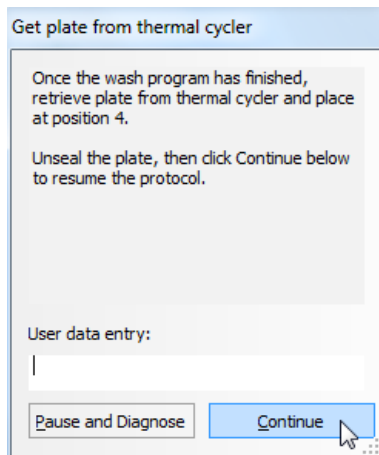 Get plate from thermal cycler
Once the wash program has finished,
retrieve plate from thermal cycler and place
at position 4.
Unseal the plate, then click Continue below
to resume the protocol.
User data entry:
Pause and Diagnose
Continue